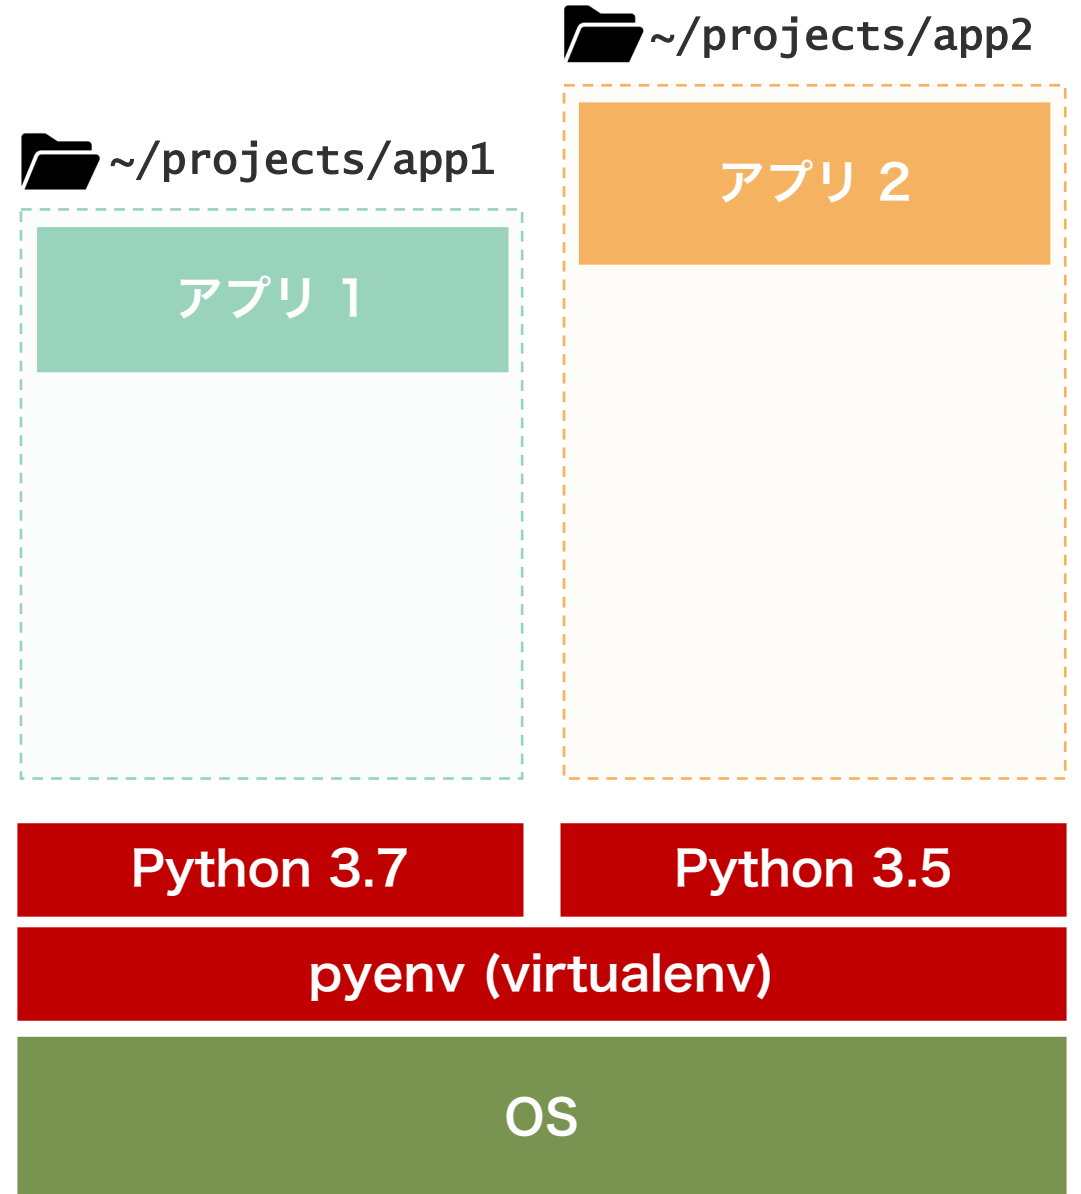 ~/projects/app2
アプリ 2
~/projects/app1
アプリ 1
Python 3.7
Python 3.5
pyenv (virtualenv)
OS